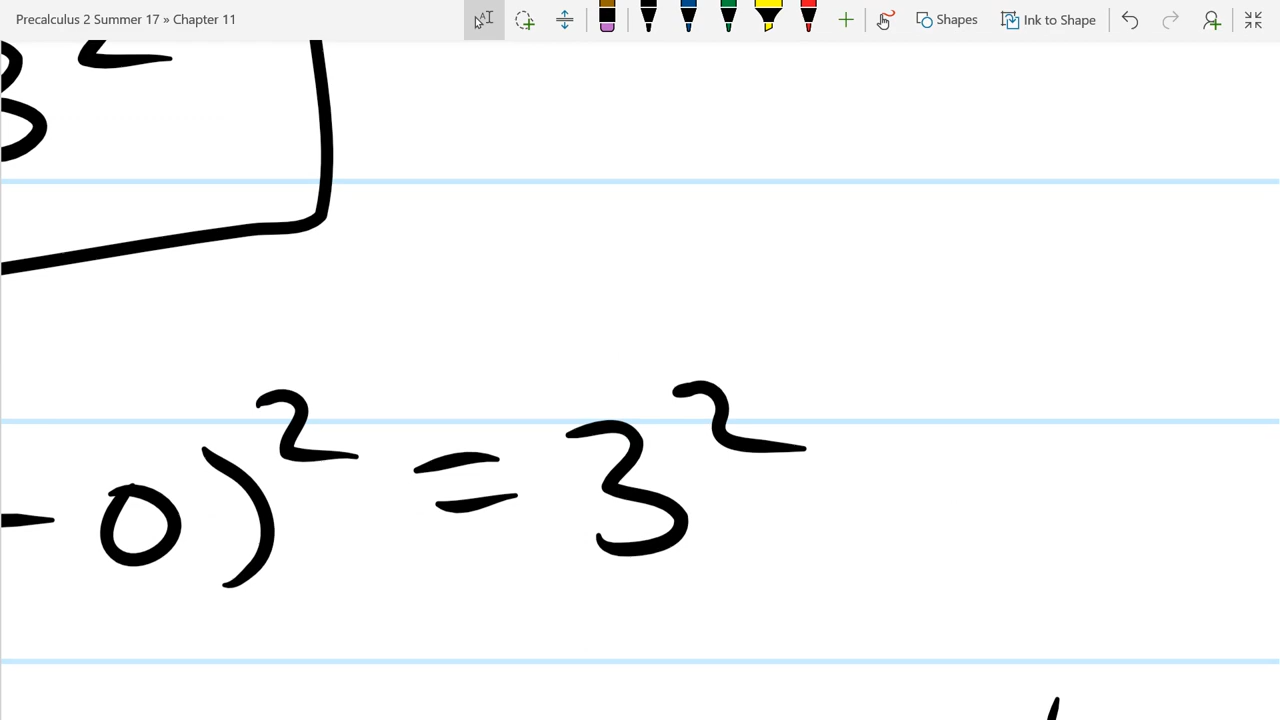 Precalculus 2 Summer 17 » Chapter 11
Shapes
Ink to Shape
3²
- 0)² = 3²